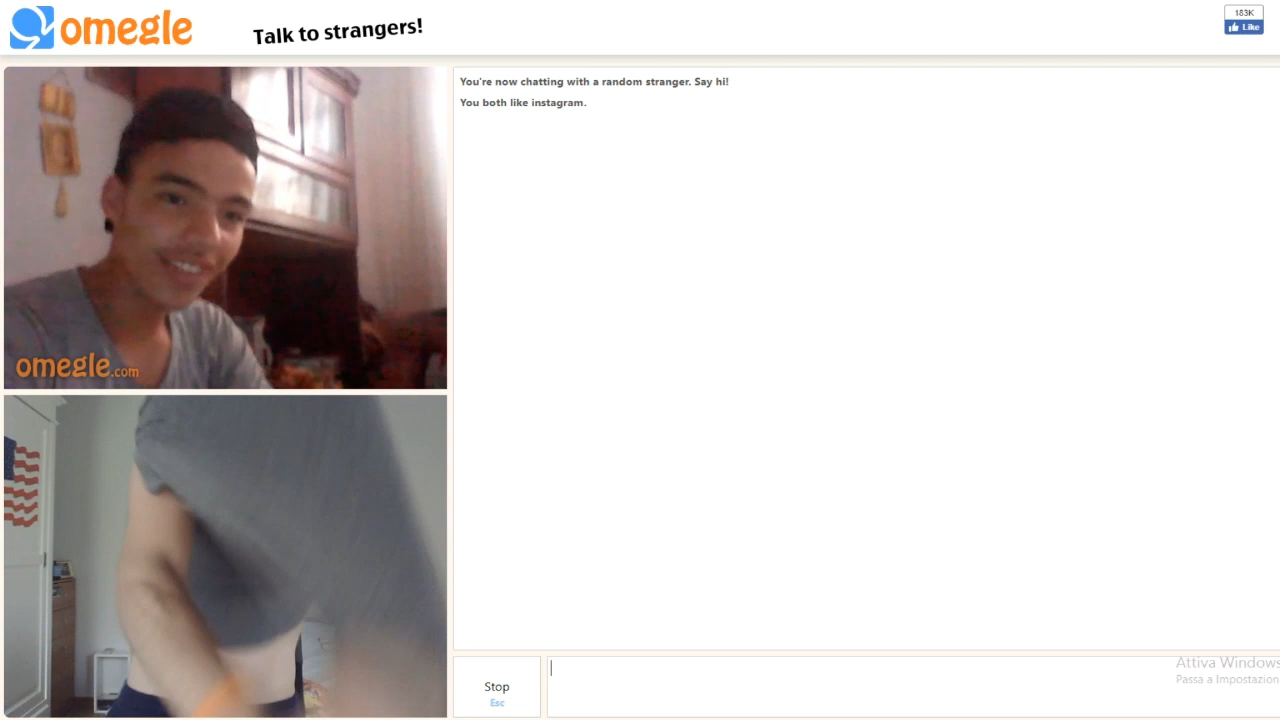 omegle
Talk to strangers!
183K
Like
You're now chatting with a random stranger. Say hi!
You both like instagram.
omegle.com
Stop
Esc
Attiva Windows
Passa a Impostazion